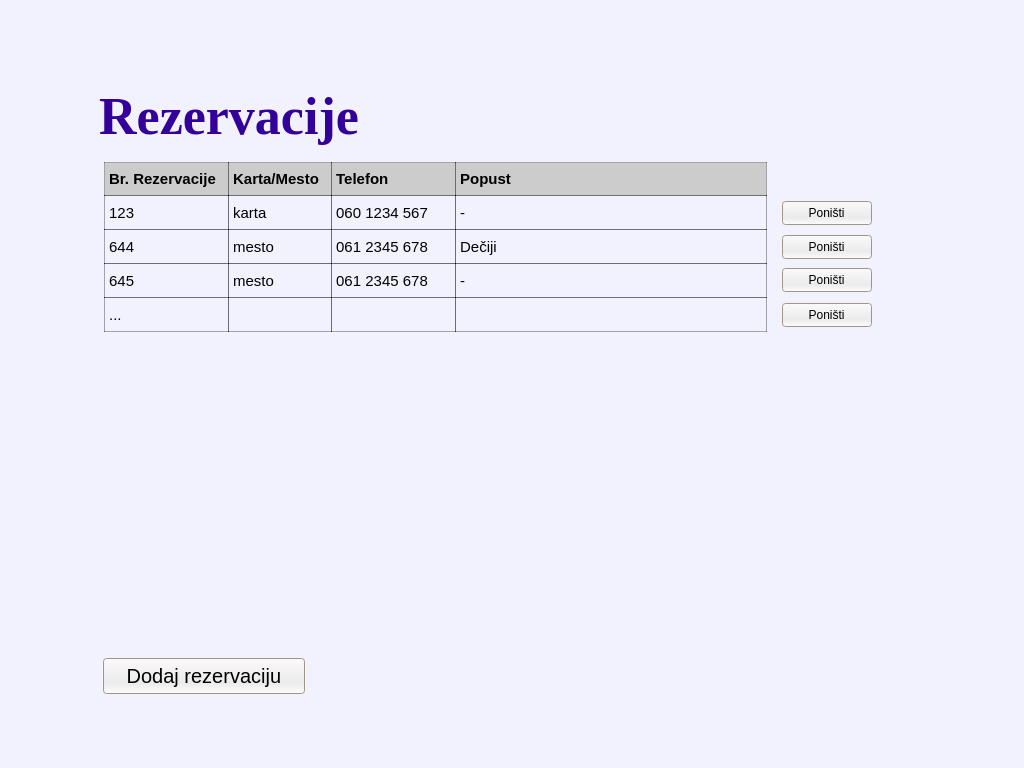 Rezervacije
Br. Rezervacije Karta/Mesto Telefon Popust
123 karta 060 1234 567 - Poništi
644 mesto 061 2345 678 Dečiji Poništi
645 mesto 061 2345 678 - Poništi
... Poništi
Dodaj rezervaciju